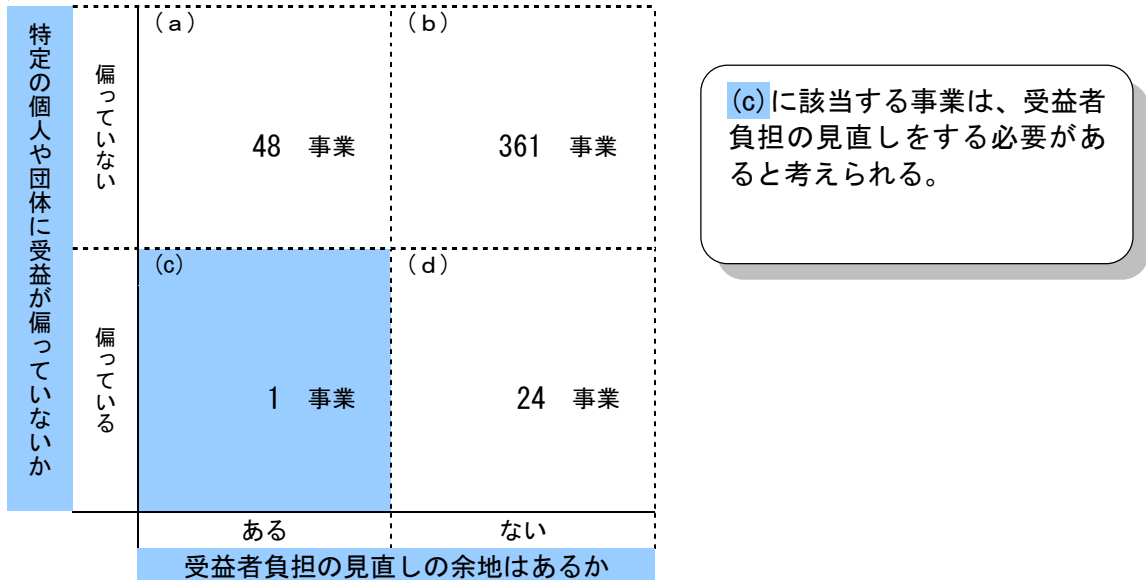 特定の個人や団体に受益が偏っていないか
偏っていない
(a)
48 事業
(b)
361 事業
偏っている
(c)
1 事業
(d)
24 事業
ある
ない
受益者負担の見直しの余地はあるか
(c)に該当する事業は、受益者
負担の見直しをする必要があ
ると考えられる。